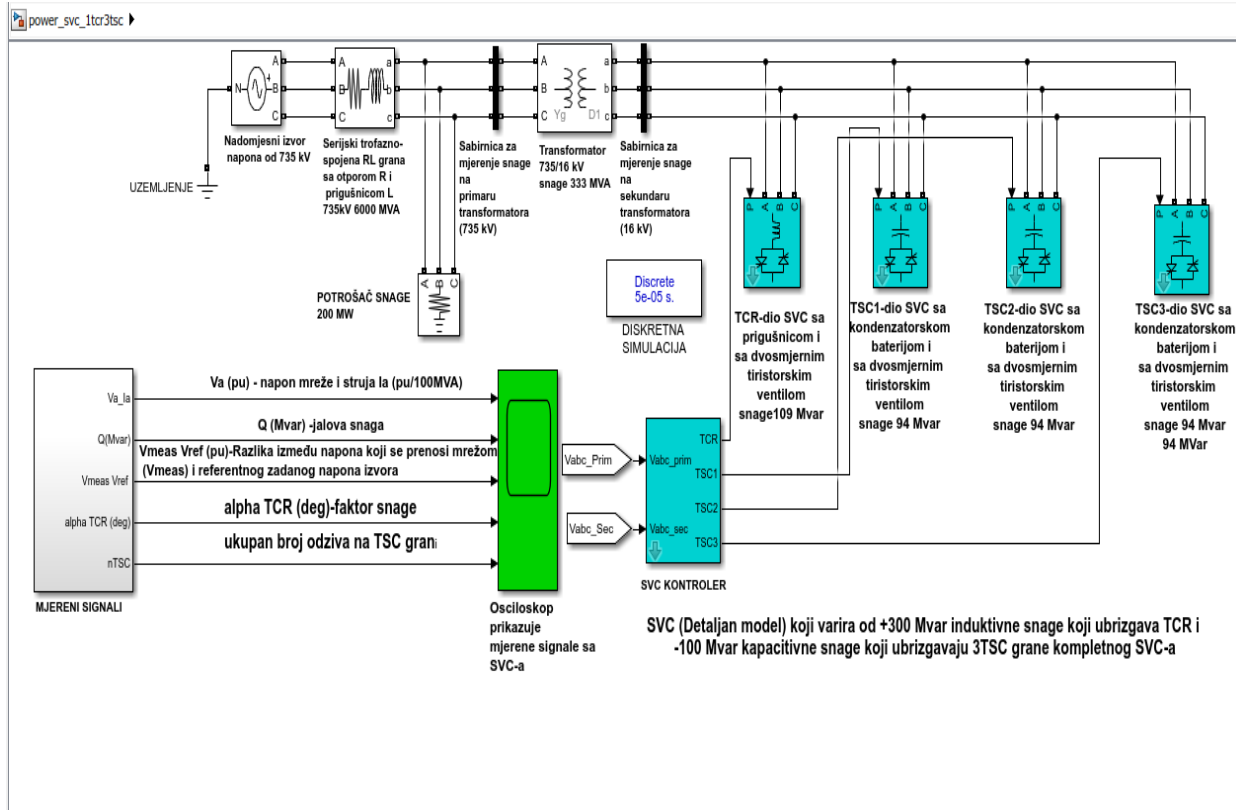 power_svc_1tcr3tsc
N
A
B
C
Nadomjesni izvor
napona od 735 kV
UZEMLJENJE
A
B
C
a
b
c
Serijski trofazno-
spojena RL grana
sa otporom R i
prigušnicom L
735kV 6000 MVA
Sabirnica za
mjerenje snage
na
primaru
transformatora
(735 kV)
A
B
C
a
b
c
Yg
D1
Transformator
735/16 kV
snage 333 MVA
Sabirnica za
mjerenje snage
na
sekundaru
transformatora
(16 kV)
A
B
C
POTROŠAČ SNAGE
200 MW
Discrete
5e-05 s.
DISKRETNA
SIMULACIJA
P
A
B
C
TCR-dio SVC sa
prigušnicom i
sa dvosmjernim
tiristorskim
ventilom
snage109 Mvar
P
A
B
C
TSC1-dio SVC sa
kondenzatorskom
baterijom i
sa dvosmjernim
tiristorskim
ventilom
snage 94 Mvar
P
A
B
C
TSC2-dio SVC sa
kondenzatorskom
baterijom i
sa dvosmjernim
tiristorskim
ventilom
snage 94 Mvar
P
A
B
C
TSC3-dio SVC sa
kondenzatorskom
baterijom i
sa dvosmjernim
tiristorskim
ventilom
snage 94 Mvar
94 MVar
Va_Ia
Q(Mvar)
Vmeas Vref
alpha TCR (deg)
nTSC
MJERENI SIGNALI
Va (pu) - napon mreže i struja Ia (pu/100MVA)
Q (Mvar) -jalova snaga
Vmeas Vref (pu)-Razlika između napona koji se prenosi mrežom
(Vmeas) i referentnog zadanog napona izvora
alpha TCR (deg)-faktor snage
ukupan broj odziva na TSC grani
Osciloskop
prikazuje
mjerene signale sa
SVC-a
Vabc_Prim
Vabc_Sec
Vabc_prim
Vabc_sec
TCR
TSC1
TSC2
TSC3
SVC KONTROLER
SVC (Detaljan model) koji varira od +300 Mvar induktivne snage koji ubrizgava TCR i
-100 Mvar kapacitivne snage koji ubrizgavaju 3TSC grane kompletnog SVC-a